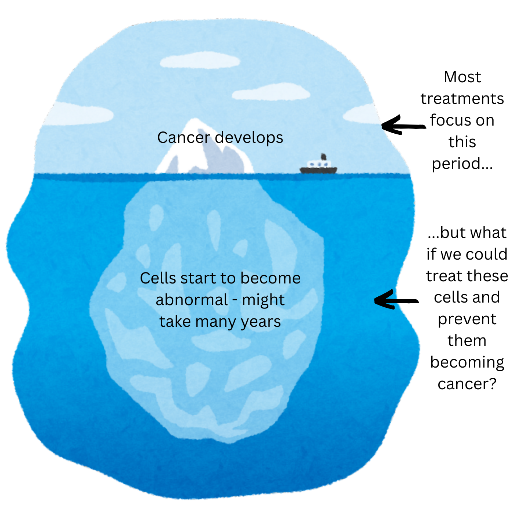 Cancer develops
Most
treatments
focus on
this
period...
Cells start to become
abnormal - might
take many years
...but what
if we could
treat these
cells and
prevent
them
becoming
cancer?